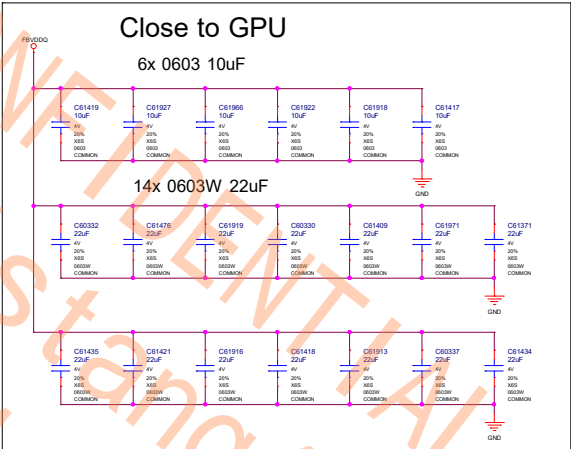 Close to GPU
FBVDDQ
6x 0603 10uF
C61419 C61927 C61966 C61922 C61918 C61417
10uF 10uF 10uF 10uF 10uF 10uF
4V 4V 4V 4V 4V 4V
20% 20% 20% 20% 20% 20%
X6S X6S X6S X6S X6S X6S
0603 0603 0603 0603 0603 0603
COMMON COMMON COMMON COMMON COMMON COMMON
GND
14x 0603W 22uF
C60332 C61476 C61919 C60330 C61409 C61971 C61371
22uF 22uF 22uF 22uF 22uF 22uF 22uF
4V 4V 4V 4V 4V 4V 4V
20% 20% 20% 20% 20% 20% 20%
X6S X6S X6S X6S X6S X6S X6S
0603W 0603W 0603W 0603W 0603W 0603W 0603W
COMMON COMMON COMMON COMMON COMMON COMMON COMMON
GND
C61435 C61421 C61916 C61418 C61913 C60337 C61434
22uF 22uF 22uF 22uF 22uF 22uF 22uF
4V 4V 4V 4V 4V 4V 4V
20% 20% 20% 20% 20% 20% 20%
X6S X6S X6S X6S X6S X6S X6S
0603W 0603W 0603W 0603W 0603W 0603W 0603W
COMMON COMMON COMMON COMMON COMMON COMMON COMMON
GND